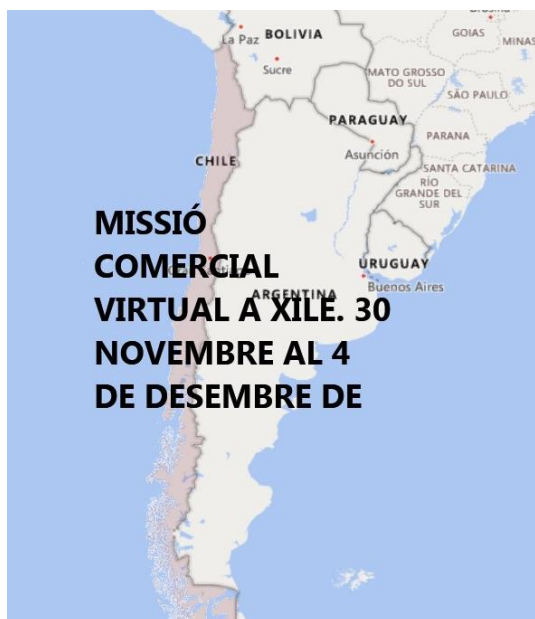 La Paz
BOLIVIA
Sucre
GOIAS
MINAS
MATO GROSSO
DO SUL
SÃO PAULO
PARAGUAY
Asunción
PARANA
CHILE
SANTA CATARINA
RÍO
GRANDE DEL
SUR
MISSIÓ
COMERCIAL
URUGUAY
Buenos Aires
ARGENTINA
VIRTUAL A XILE. 30
NOVEMBRE AL 4
DE DESEMBRE DE